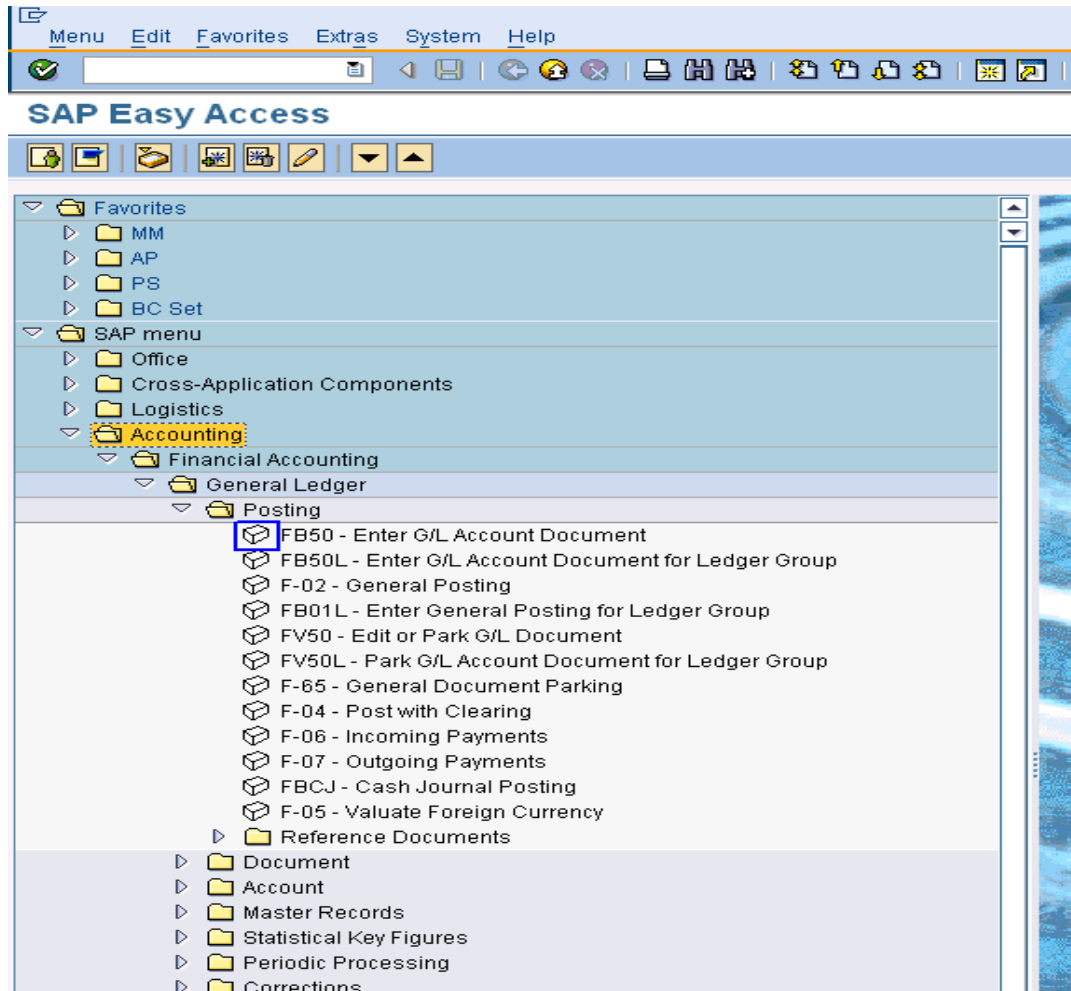 Menu Edit Favorites Extras System Help
SAP Easy Access
Favorites
MM
AP
PS
BC Set
SAP menu
Office
Cross-Application Components
Logistics
Accounting
Financial Accounting
General Ledger
Posting
FB50 - Enter G/L Account Document
FB50L - Enter G/L Account Document for Ledger Group
F-02 - General Posting
FB01L - Enter General Posting for Ledger Group
FV50 - Edit or Park G/L Document
FV50L - Park G/L Account Document for Ledger Group
F-65 - General Document Parking
F-04 - Post with Clearing
F-06 - Incoming Payments
F-07 - Outgoing Payments
FBCJ - Cash Journal Posting
F-05 - Valuate Foreign Currency
Reference Documents
Document
Account
Master Records
Statistical Key Figures
Periodic Processing
Corrections